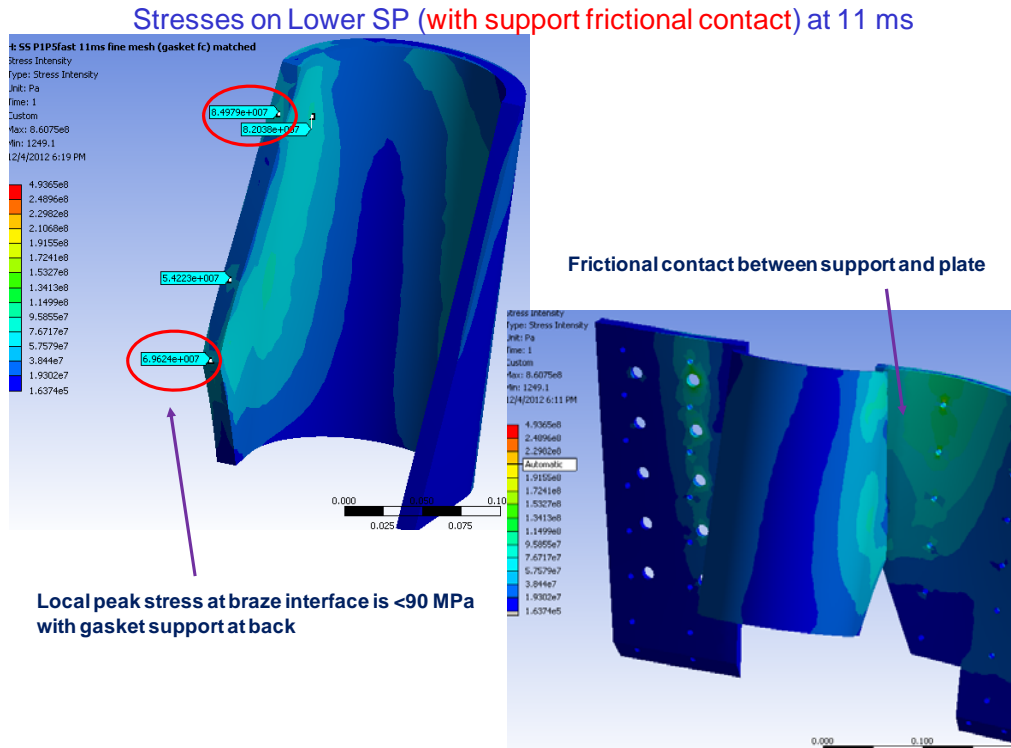 Stresses on Lower SP (with support frictional contact) at 11 ms
H: SS P1P5fast 11ms fine mesh (gasket fc) matched
Stress Intensity
Type: Stress Intensity
Unit: Pa
Time: 1
Custom
Max: 8.6075e8
Min: 1249.1
12/4/2012 6:19 PM
4.9365e8
2.4896e8
2.2982e8
2.1068e8
1.9155e8
1.7241e8
1.5327e8
1.3413e8
1.1499e8
9.5855e7
7.6717e7
5.7579e7
3.844e7
1.9302e7
1.6374e5
8.4979e+007
8.2038e+007
5.4223e+007
6.9624e+007
0.000
0.050
0.10
0.025
0.075
Frictional contact between support and plate
Stress Intensity
Type: Stress Intensity
Unit: Pa
Time: 1
Custom
Max: 8.6075e8
Min: 1249.1
12/4/2012 6:11 PM
4.9365e8
2.4896e8
2.2982e8
Automatic
1.9155e8
1.7241e8
1.5327e8
1.3413e8
1.1499e8
9.5855e7
7.6717e7
5.7579e7
3.844e7
1.9302e7
1.6374e5
0.000
0.100
Local peak stress at braze interface is <90 MPa
with gasket support at back